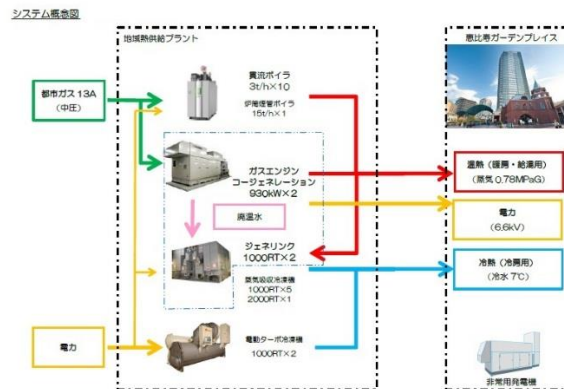 システム概念図
地域熱供給プラント
恵比寿ガーデンプレイス
都市ガス 13A
(中圧)
貫流ボイラ
3t/h×10
炉筒煙管ボイラ
15t/h×1
ガスエンジン
コージェネレーション
930kW×2
廃温水
ジェネリンク
1000RT×2
蒸気吸収冷凍機
1000RT×5
2000RT×1
電力
電動ターボ冷凍機
1000RT×2
温熱(暖房・給湯用)
(蒸気 0.78MPaG)
電力
(6.6kV)
冷熱(冷房用)
(冷水 7℃)
非常用発電機